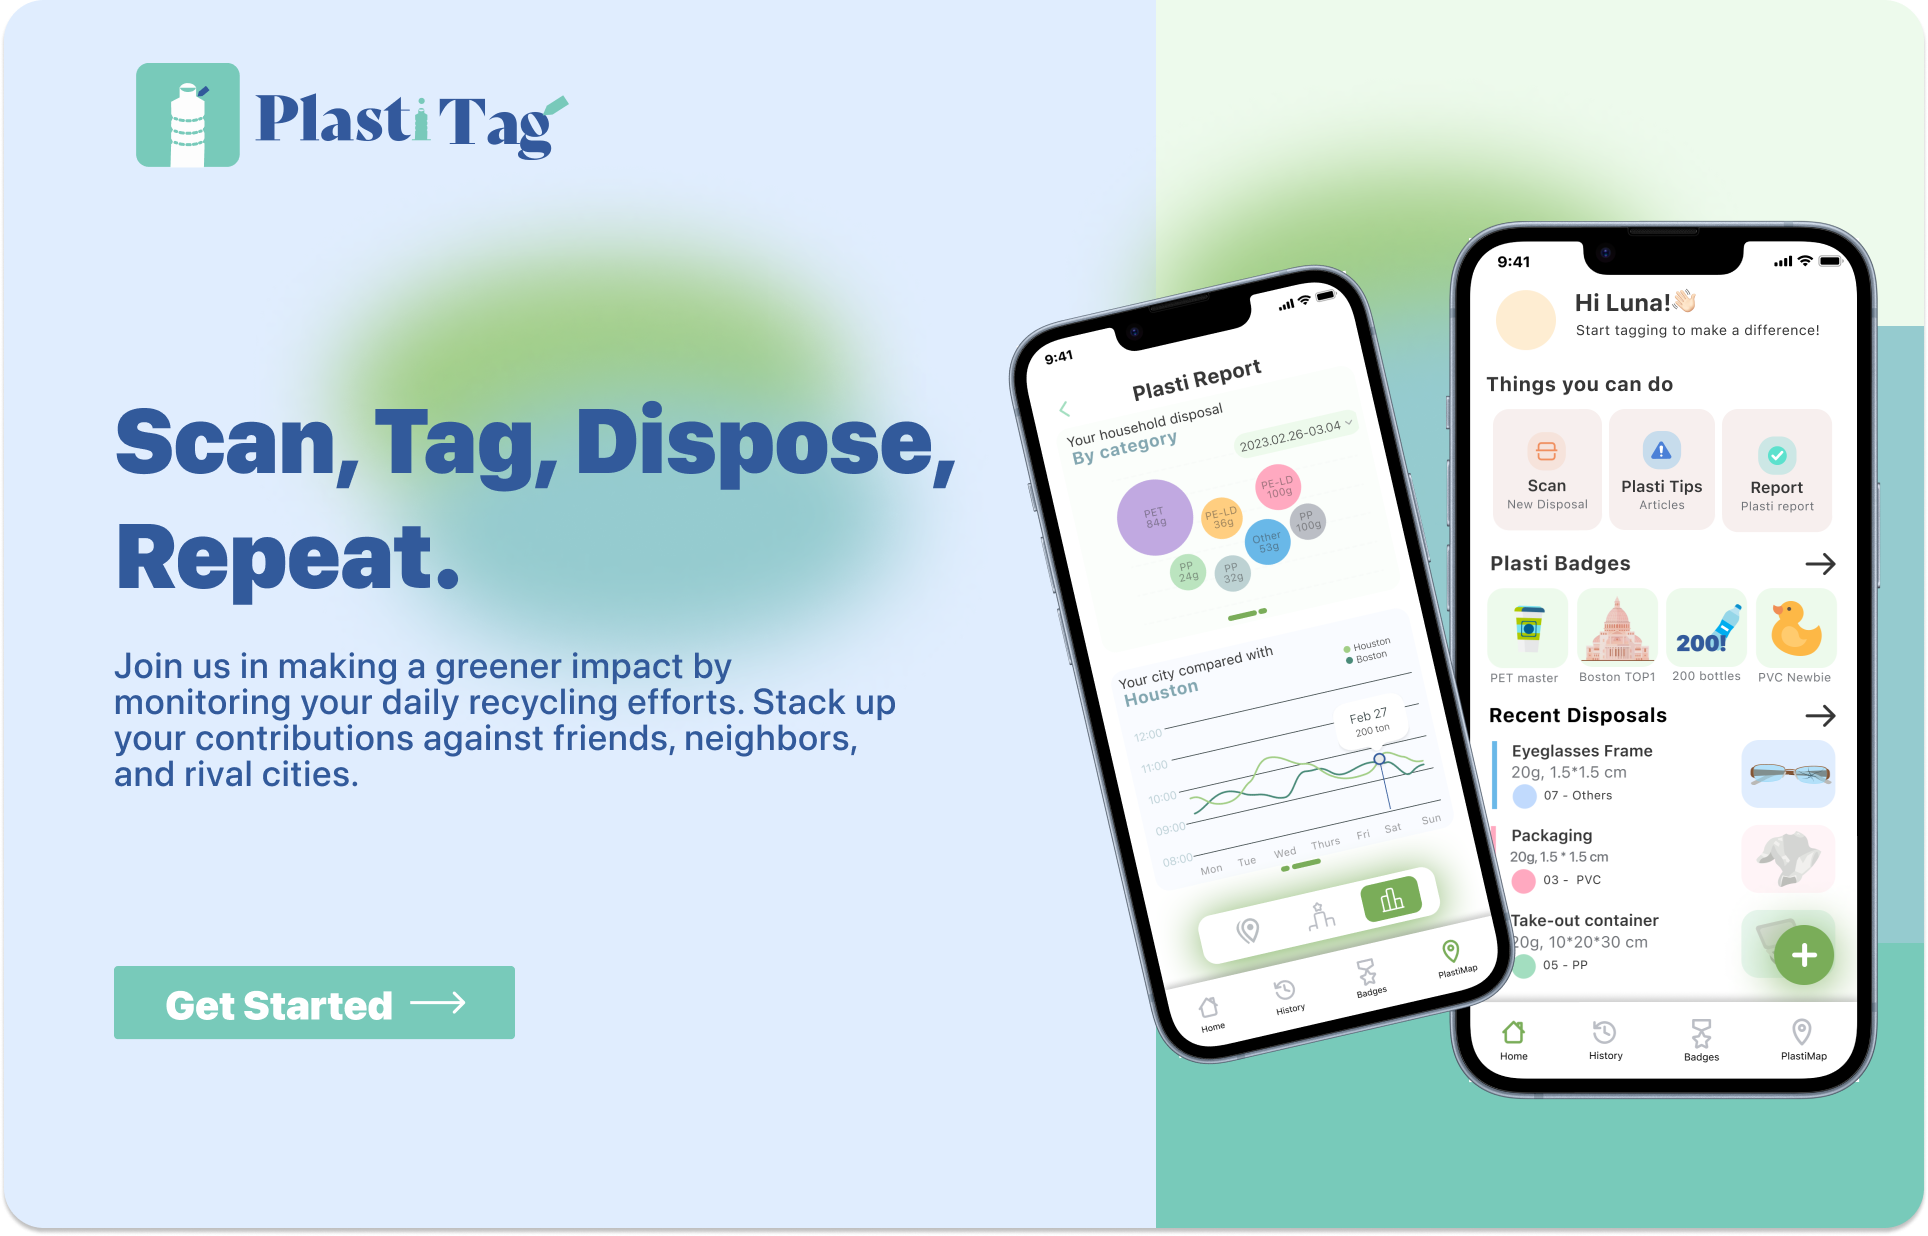 Plasti Tag
Scan, Tag, Dispose,
Repeat.
Join us in making a greener impact by
monitoring your daily recycling efforts. Stack up
your contributions against friends, neighbors,
and rival cities.
Get Started
9:41
Plasti Report
Your household disposal
By category
2023.02.26-03.04
PET
84g
PE-LD
36g
PE-LD
100g
PP
100g
Other
53g
PP
24g
PP
32g
Your city compared with
Houston
Houston
Boston
Feb 27
200 ton
12:00
11:00
10:00
09:00
08:00
Mon Tue Wed Thurs Fri Sat Sun
Home History Badges PlastiMap
9:41
Hi Luna!
Start tagging to make a difference!
Things you can do
Scan
New Disposal
Plasti Tips
Articles
Report
Plasti report
Plasti Badges
200!
PET master Boston TOP1 200 bottles PVC Newbie
Recent Disposals
Eyeglasses Frame
20g, 1.5*1.5 cm
07 - Others
Packaging
20g, 1.5 * 1.5 cm
03 - PVC
Take-out container
20g, 10*20*30 cm
05 - PP
Home History Badges PlastiMap